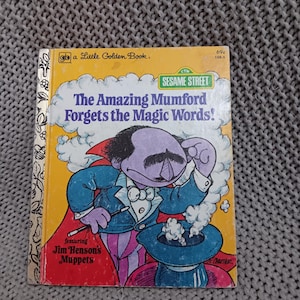 a Little Golden Book®
SESAME STREET
The Amazing Mumford
Forgets the Magic Words!
featuring
Jim Henson's
Muppets